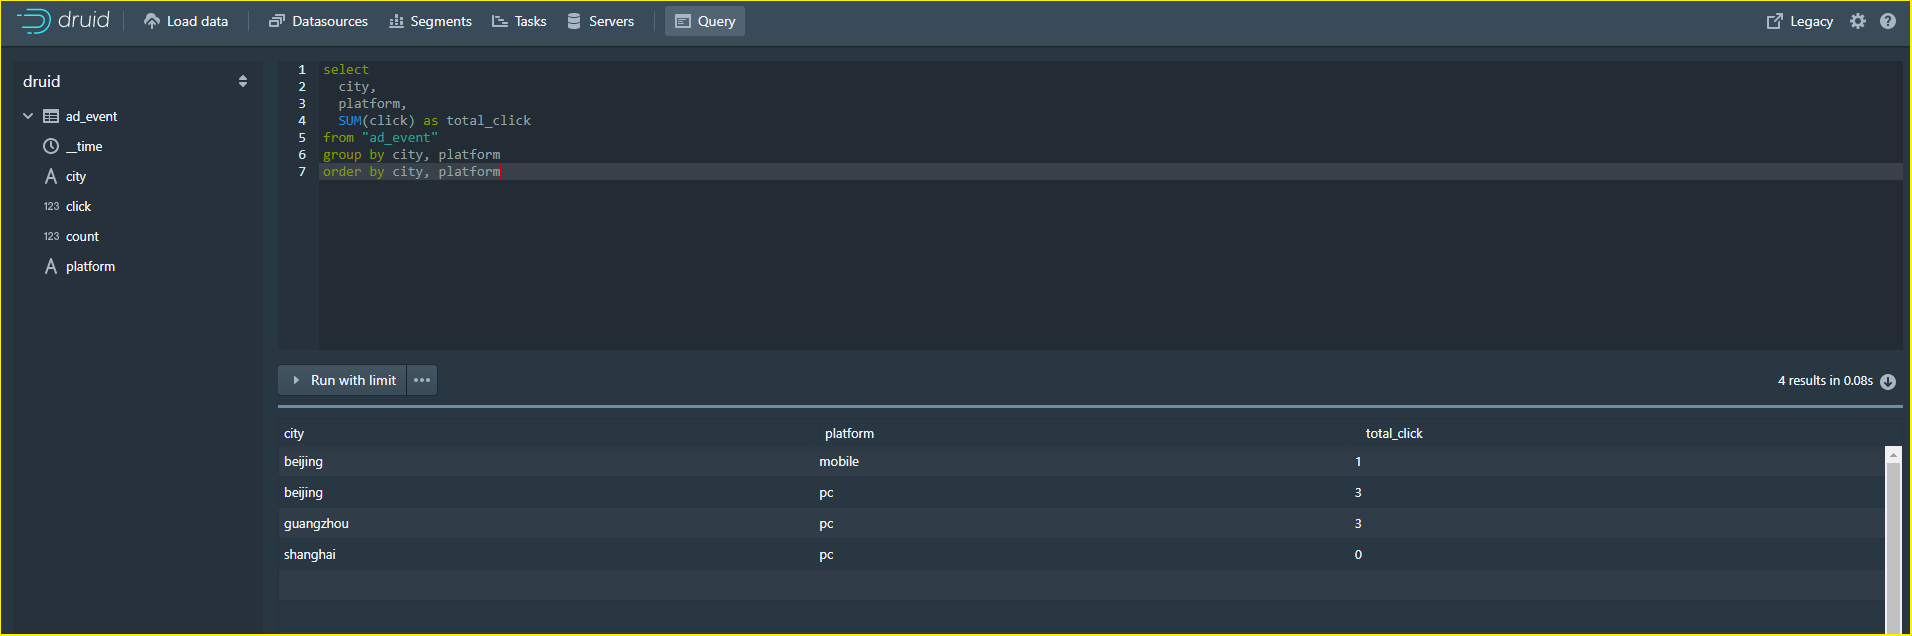 druid Load data Datasources Segments Tasks Servers Query Legacy
druid
ad_event
__time
A city
123 click
123 count
A platform
1 select
2 city,
3 platform,
4 SUM(click) as total_click
5 from "ad_event"
6 group by city, platform
7 order by city, platform
Run with limit 4 results in 0.08s
city platform total_click
beijing mobile 1
beijing pc 3
guangzhou pc 3
shanghai pc 0